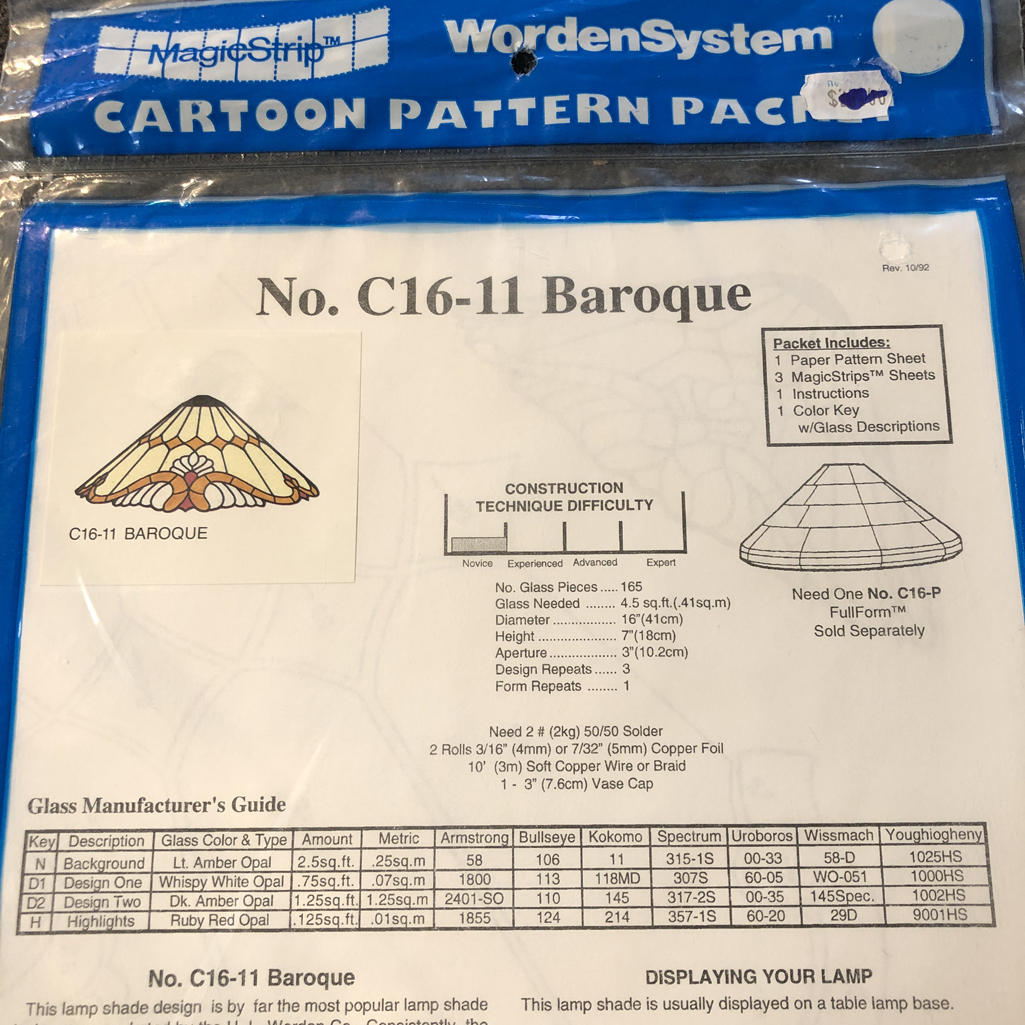 MagicStrip™
WordenSystem™
CARTOON PATTERN PACKET
Rev. 10/92
No. C16-11 Baroque
Packet Includes:
1 Paper Pattern Sheet
3 MagicStrips™ Sheets
1 Instructions
1 Color Key
w/Glass Descriptions
C16-11 BAROQUE
CONSTRUCTION
TECHNIQUE DIFFICULTY
Novice Experienced Advanced Expert
No. Glass Pieces ..... 165
Glass Needed ........ 4.5 sq.ft.(.41sq.m)
Diameter ................. 16"(41cm)
Height ..................... 7"(18cm)
Aperture .................. 3"(10.2cm)
Design Repeats ...... 3
Form Repeats ........ 1
Need One No. C16-P
FullForm™
Sold Separately
Need 2 # (2kg) 50/50 Solder
2 Rolls 3/16" (4mm) or 7/32" (5mm) Copper Foil
10' (3m) Soft Copper Wire or Braid
1 - 3" (7.6cm) Vase Cap
Glass Manufacturer's Guide
Key Description Glass Color & Type Amount Metric Armstrong Bullseye Kokomo Spectrum Uroboros Wissmach Youghiogheny
N Background Lt. Amber Opal 2.5sq.ft. .25sq.m 58 106 11 315-1S 00-33 58-D 1025HS
D1 Design One Whispy White Opal .75sq.ft. .07sq.m 1800 113 118MD 307S 60-05 WO-051 1000HS
D2 Design Two Dk. Amber Opal 1.25sq.ft. 1.25sq.m 2401-SO 110 145 317-2S 00-35 145Spec. 1002HS
H Highlights Ruby Red Opal .125sq.ft. .01sq.m 1855 124 214 357-1S 60-20 29D 9001HS
No. C16-11 Baroque
This lamp shade design is by far the most popular lamp shade
by the H.L. Worden Co. Consistently, the
DISPLAYING YOUR LAMP
This lamp shade is usually displayed on a table lamp base.